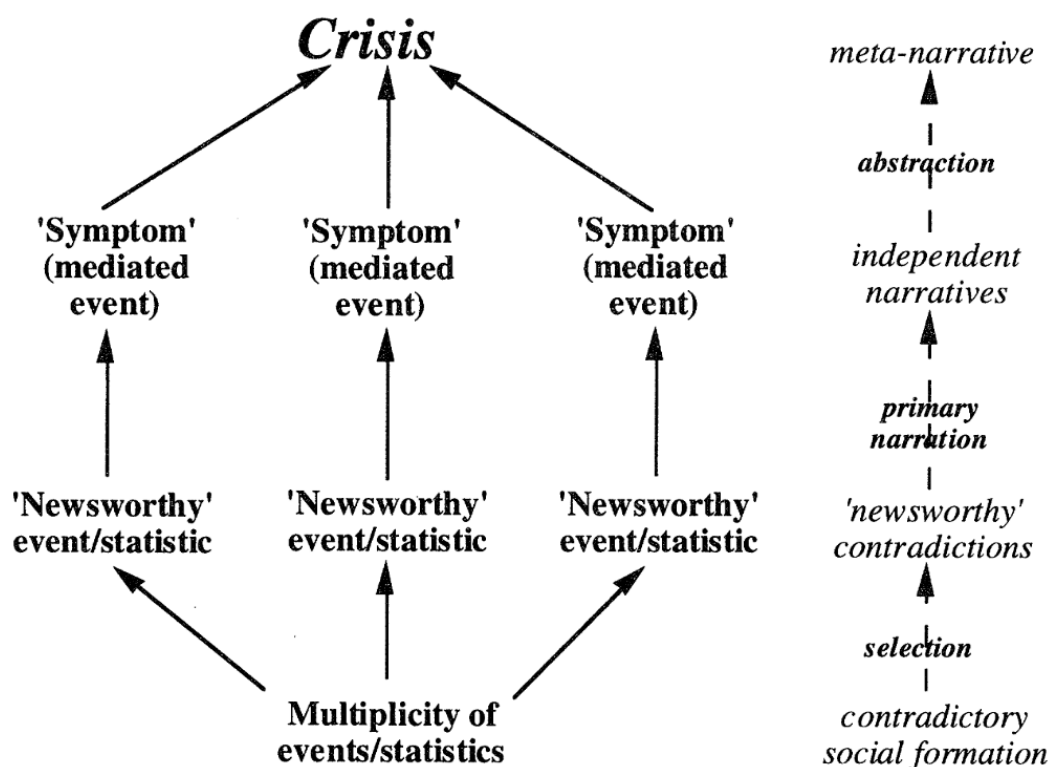 Crisis
meta-narrative
abstraction
'Symptom'
(mediated
event)
'Symptom'
(mediated
event)
'Symptom'
(mediated
event)
independent
narratives
primary
narration
'Newsworthy'
event/statistic
'Newsworthy'
event/statistic
'Newsworthy'
event/statistic
'newsworthy'
contradictions
selection
Multiplicity of
events/statistics
contradictory
social formation